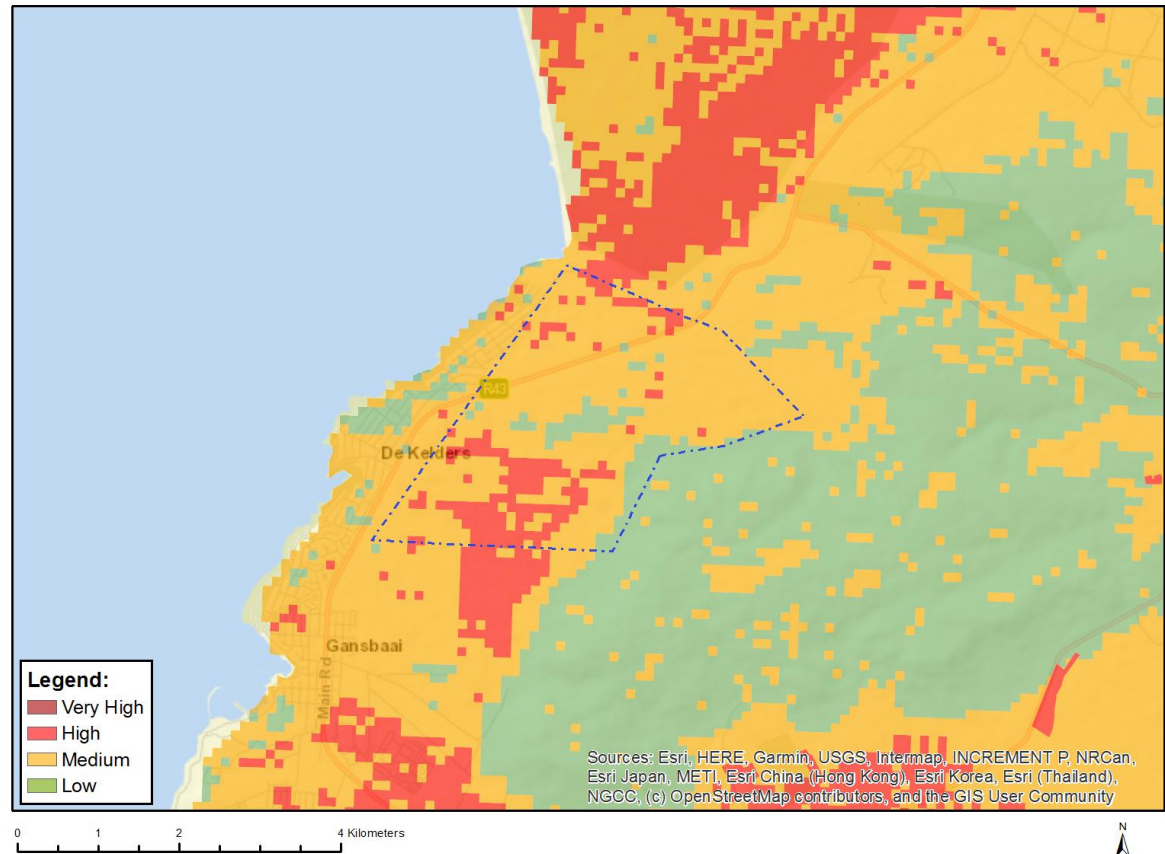 R43
De Kelders
Gansbaai
Main Rd
Legend:
Very High
High
Medium
Low
Sources: Esri, HERE, Garmin, USGS, Intermap, INCREMENT P, NRCan,
Esri Japan, METI, Esri China (Hong Kong), Esri Korea, Esri (Thailand),
NGCC, (c) OpenStreetMap contributors, and the GIS User Community
0 1 2 4 Kilometers
N